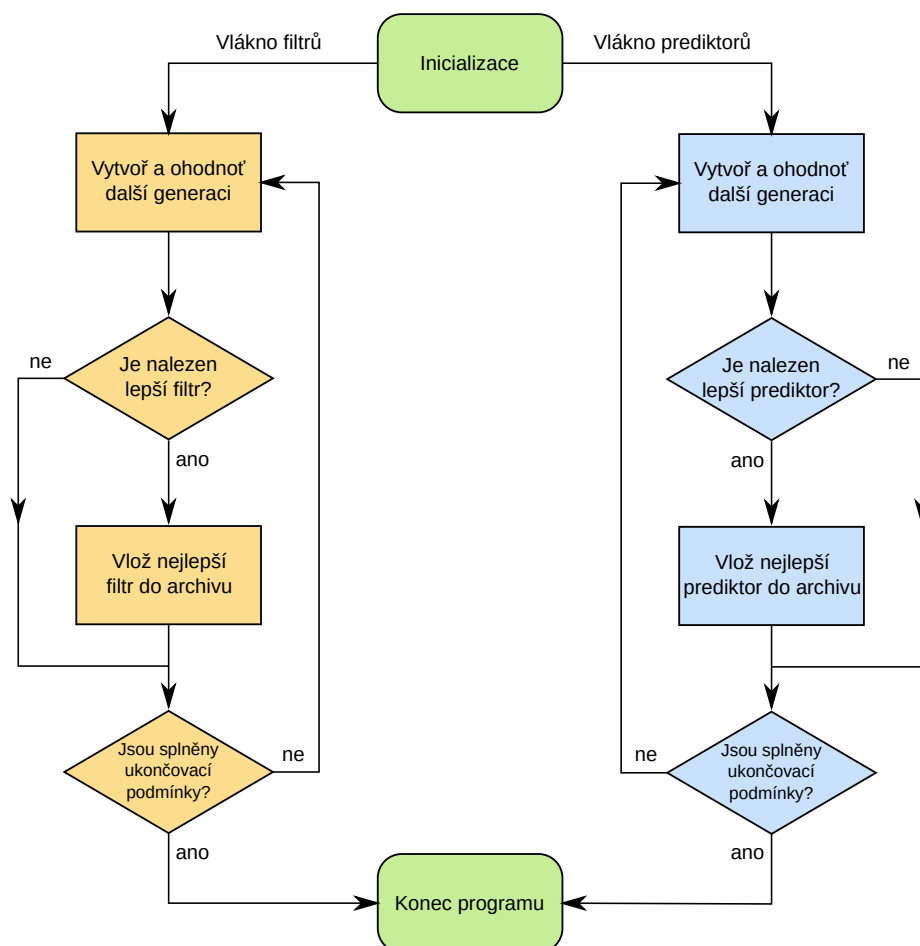 Vlákno filtrů
Inicializace
Vlákno prediktorů
Vytvoř a ohodnoť
další generaci
Vytvoř a ohodnoť
další generaci
ne
Je nalezen
lepší filtr?
ano
Je nalezen
lepší prediktor?
ne
ano
Vlož nejlepší
filtr do archivu
Vlož nejlepší
prediktor do archivu
Jsou splněny
ukončovací
podmínky?
ne
ano
ne
Jsou splněny
ukončovací
podmínky?
ano
Konec programu